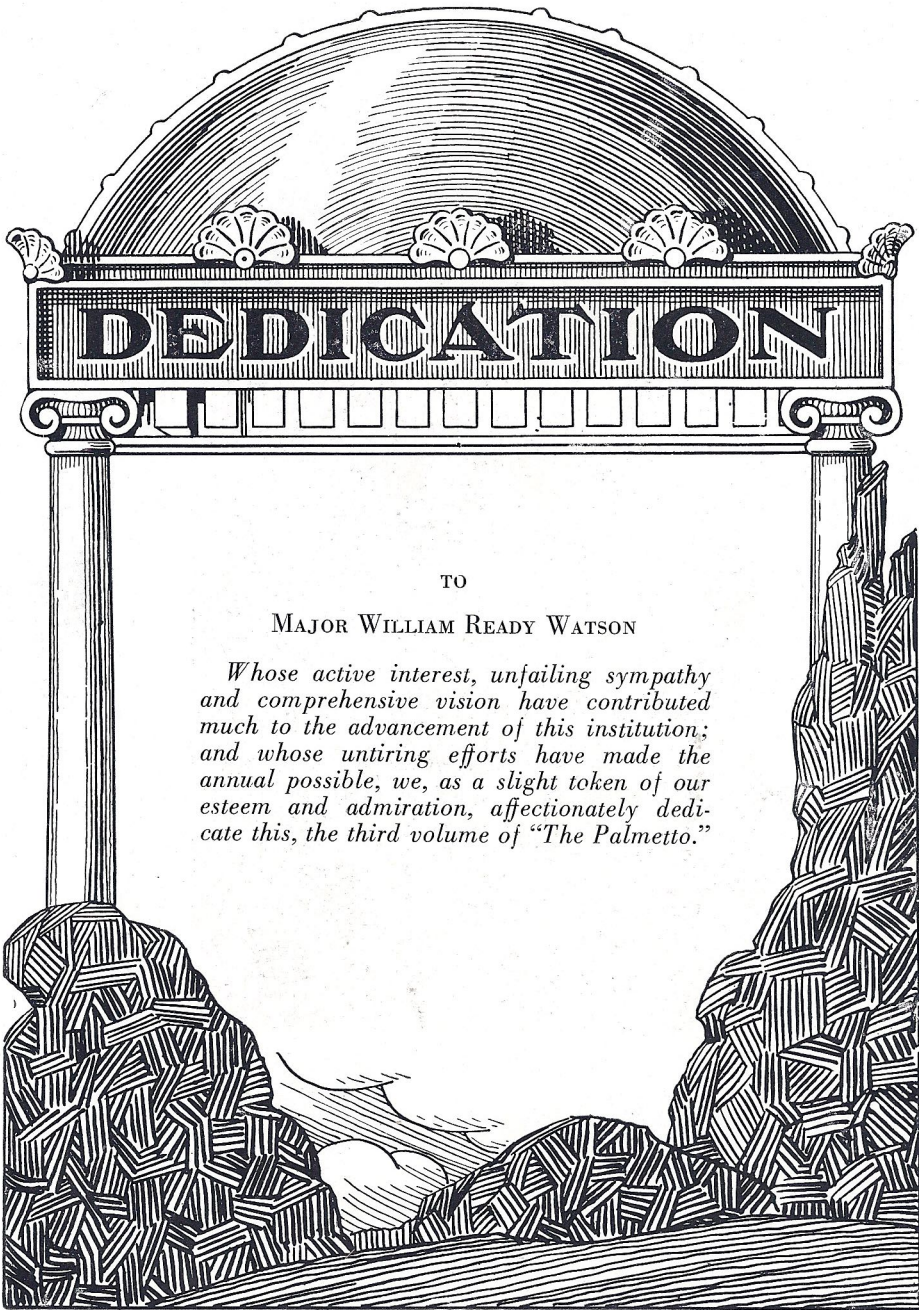 DEDICATION
TO
MAJOR WILLIAM READY WATSON
Whose active interest, unfailing sympathy
and comprehensive vision have contributed
much to the advancement of this institution;
and whose untiring efforts have made the
annual possible, we, as a slight token of our
esteem and admiration, affectionately dedi-
cate this, the third volume of “The Palmetto.”